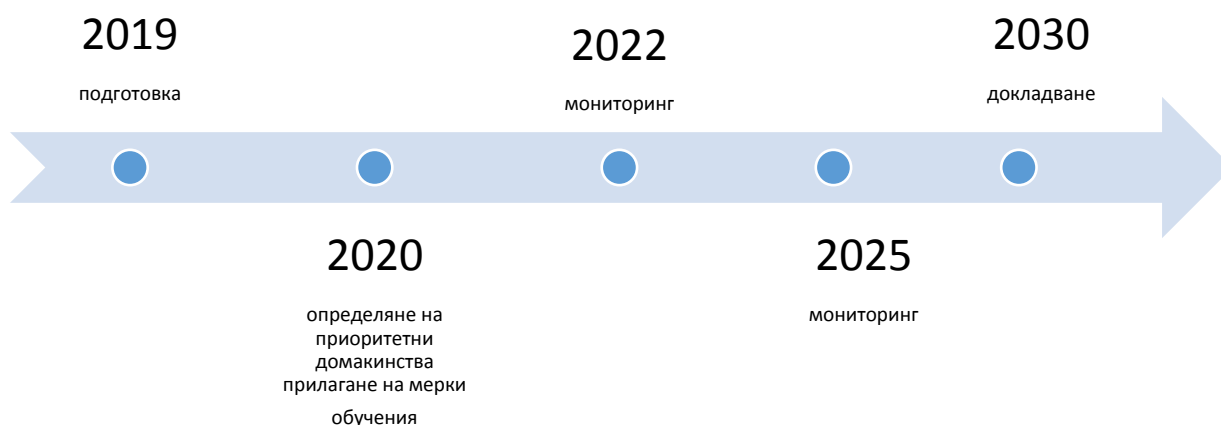 2019
подготовка
2020
определяне на
приоритетни
домакинства
прилагане на мерки
обучения
2022
мониторинг
2025
мониторинг
2030
докладване